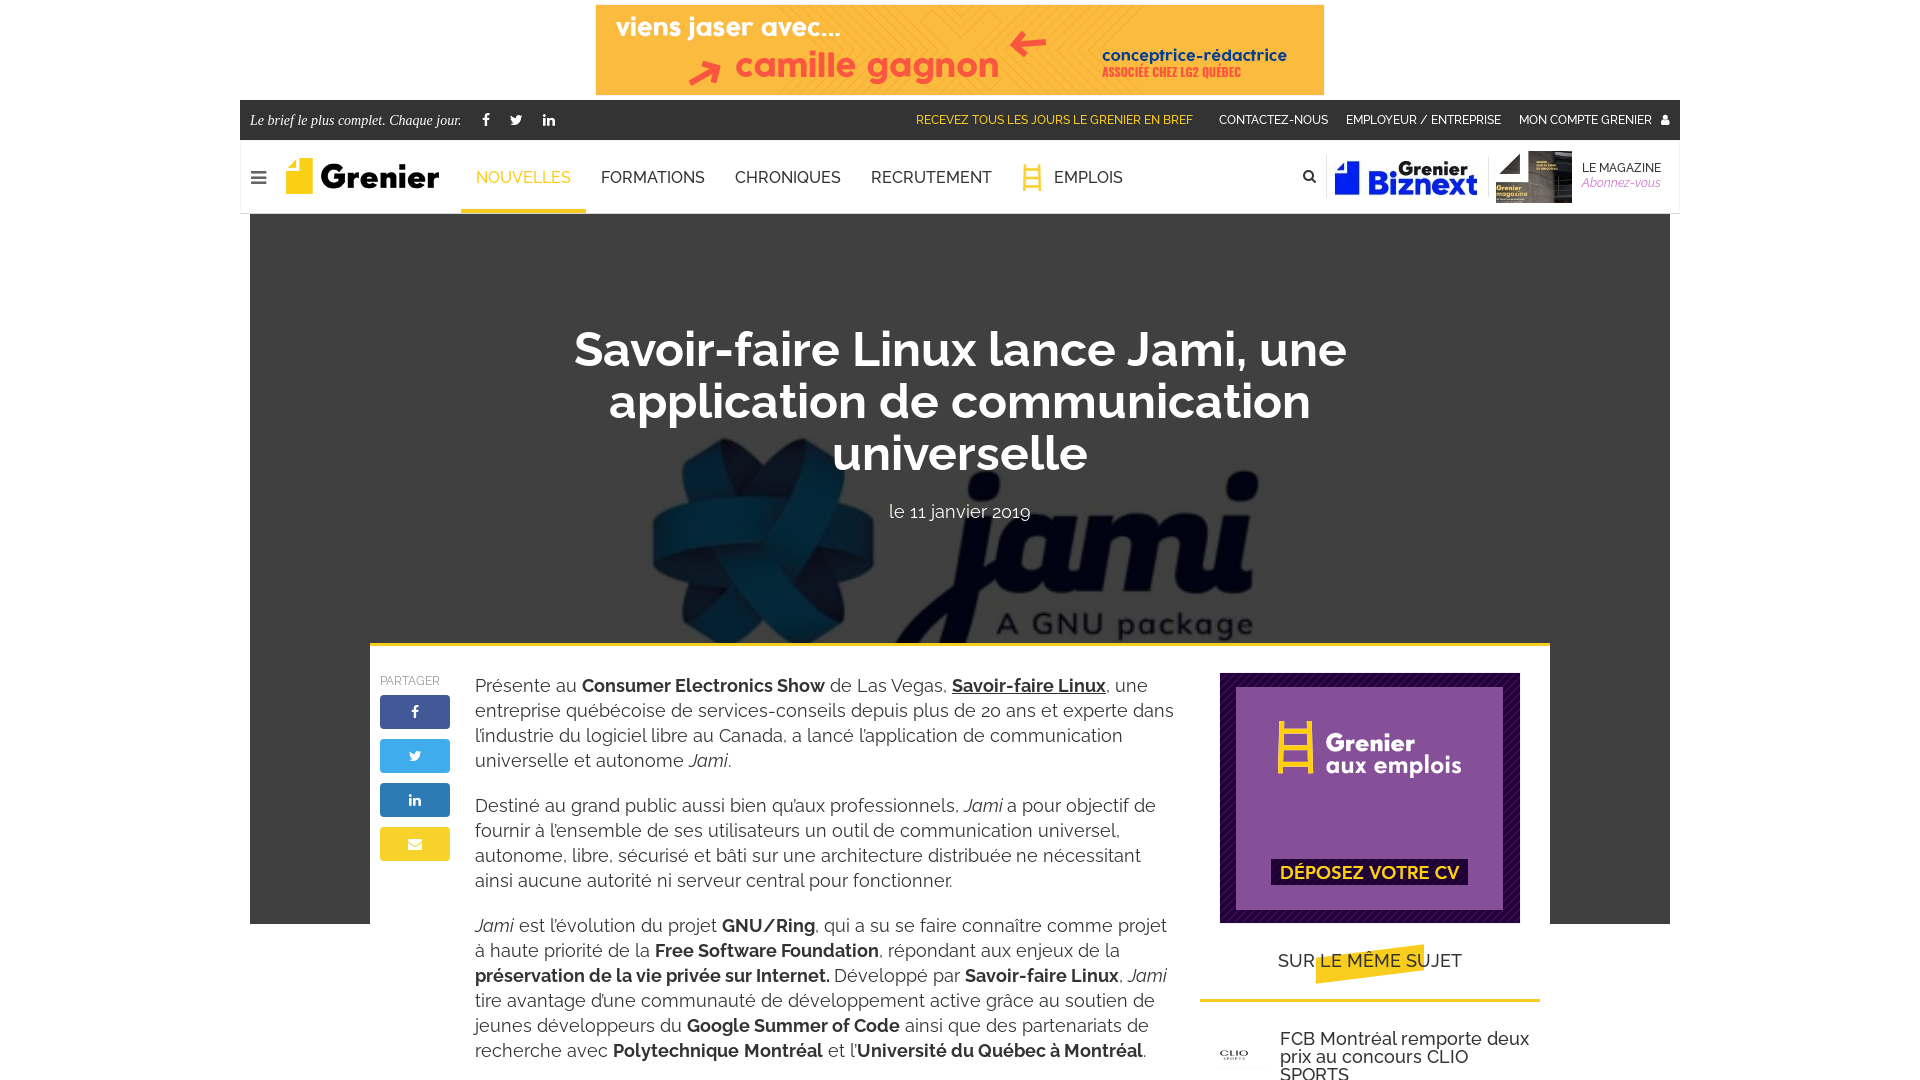 viens jaser avec...
camille gagnon
conceptrice-rédactrice
ASSOCIÉE CHEZ LG2 QUÉBEC
Le brief le plus complet. Chaque jour.
RECEVEZ TOUS LES JOURS LE GRENIER EN BREF
CONTACTEZ-NOUS
EMPLOYEUR / ENTREPRISE
MON COMPTE GRENIER
Grenier
NOUVELLES
FORMATIONS
CHRONIQUES
RECRUTEMENT
EMPLOIS
Grenier
Biznext
Grenier
magazine
LE MAGAZINE
Abonnez-vous
Savoir-faire Linux lance Jami, une
application de communication
universelle
le 11 janvier 2019
jami
A GNU package
PARTAGER
Présente au Consumer Electronics Show de Las Vegas, Savoir-faire Linux, une
entreprise québécoise de services-conseils depuis plus de 20 ans et experte dans
l’industrie du logiciel libre au Canada, a lancé l’application de communication
universelle et autonome Jami.
Destiné au grand public aussi bien qu’aux professionnels, Jami a pour objectif de
fournir à l’ensemble de ses utilisateurs un outil de communication universel,
autonome, libre, sécurisé et bâti sur une architecture distribuée ne nécessitant
ainsi aucune autorité ni serveur central pour fonctionner.
Jami est l’évolution du projet GNU/Ring, qui a su se faire connaître comme projet
à haute priorité de la Free Software Foundation, répondant aux enjeux de la
préservation de la vie privée sur Internet. Développé par Savoir-faire Linux, Jami
tire avantage d’une communauté de développement active grâce au soutien de
jeunes développeurs du Google Summer of Code ainsi que des partenariats de
recherche avec Polytechnique Montréal et l’Université du Québec à Montréal.
Grenier
aux emplois
DÉPOSEZ VOTRE CV
SUR LE MÊME SUJET
CLIO
SPORTS
FCB Montréal remporte deux
prix au concours CLIO
SPORTS